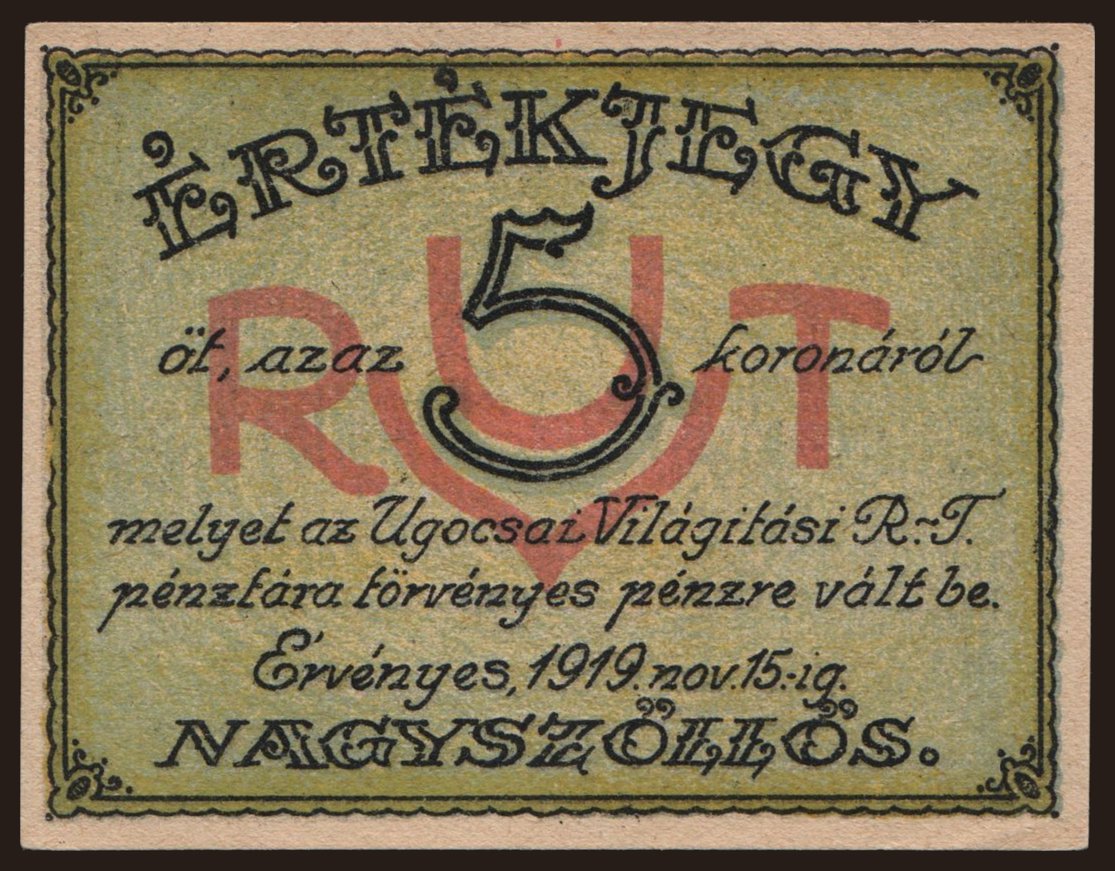 ÉRTÉKJEGY
öt, azaz 5 koronáról
RUVT
melyet az Ugocsai Világitási R.-T.
pénztára törvényes pénzre vált be.
Érvényes, 1919. nov. 15.-ig.
NAGYSZŐLLŐS.